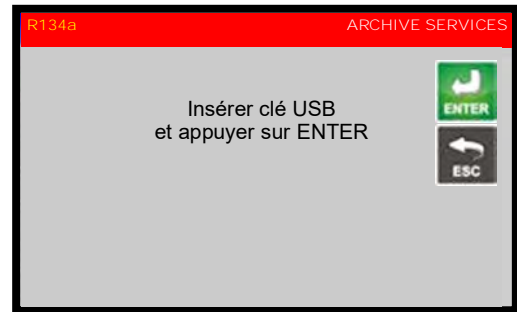 R134a ARCHIVE SERVICES
Insérer clé USB
et appuyer sur ENTER
ENTER
ESC